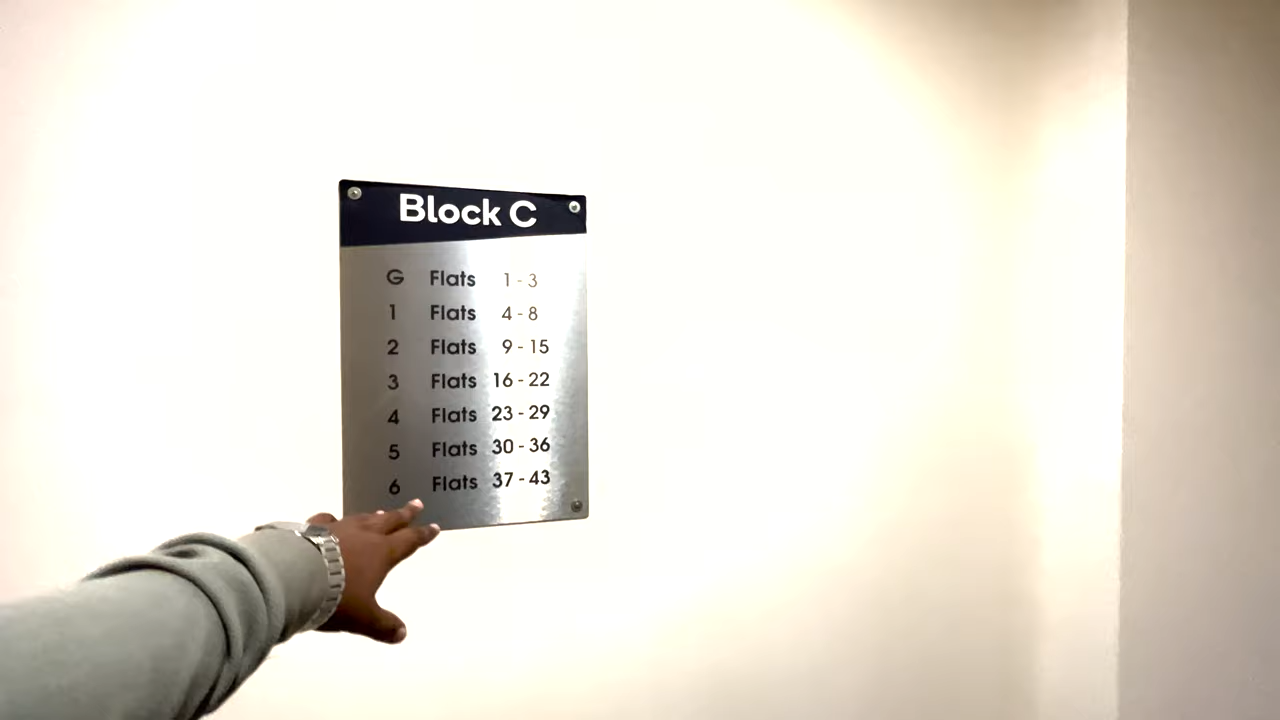 Block C
G Flats 1 - 3
1 Flats 4 - 8
2 Flats 9 - 15
3 Flats 16 - 22
4 Flats 23 - 29
5 Flats 30 - 36
6 Flats 37 - 43